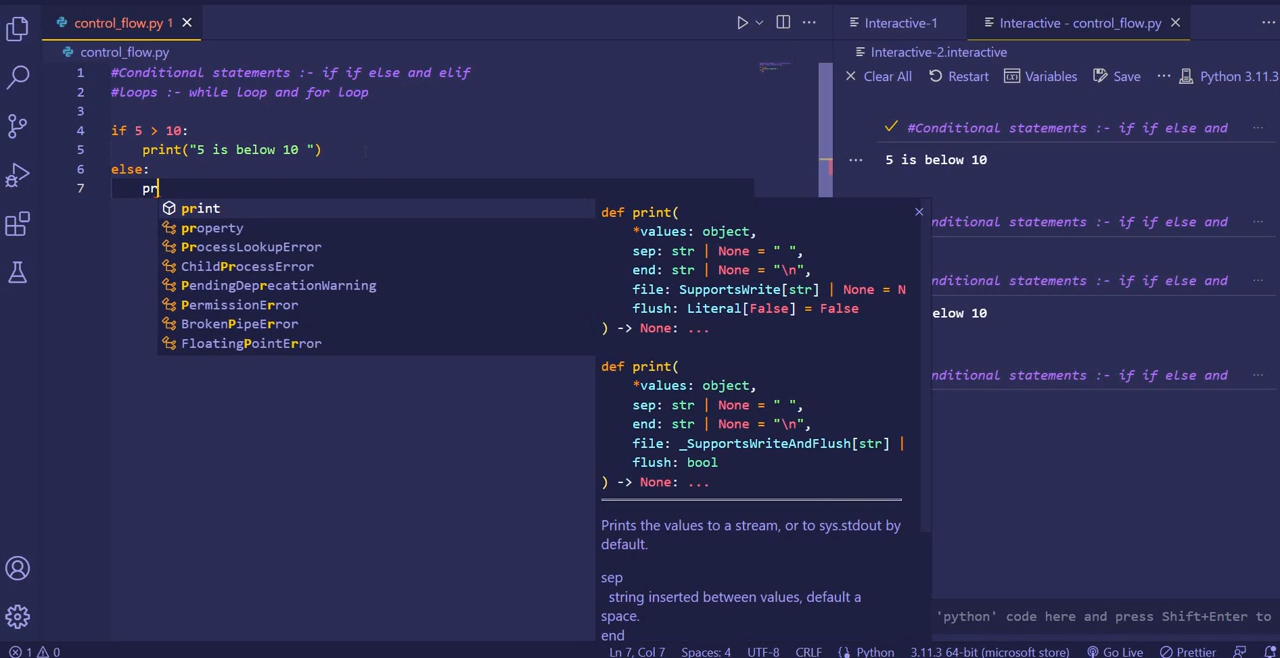 control_flow.py 1
Interactive-1
Interactive - control_flow.py
control_flow.py
Interactive-2.interactive
Clear All Restart Variables Save Python 3.11.3
1 #Conditional statements :- if if else and elif
2 #loops :- while loop and for loop
3
4 if 5 > 10:
5 print("5 is below 10 ")
6 else:
7 pr
print
property
ProcessLookupError
ChildProcessError
PendingDeprecationWarning
PermissionError
BrokenPipeError
FloatingPointError
def print(
*values: object,
sep: str | None = " ",
end: str | None = "\n",
file: SupportsWrite[str] | None = N
flush: Literal[False] = False
) -> None: ...
def print(
*values: object,
sep: str | None = " ",
end: str | None = "\n",
file: _SupportsWriteAndFlush[str] |
flush: bool
) -> None: ...
Prints the values to a stream, or to sys.stdout by
default.
sep
string inserted between values, default a
space.
end
#Conditional statements :- if if else and
5 is below 10
onditional statements :- if if else and
onditional statements :- if if else and
elow 10
onditional statements :- if if else and
'python' code here and press Shift+Enter to
1 0 Ln 7, Col 7 Spaces: 4 UTF-8 CRLF Python 3.11.3 64-bit (microsoft store) Go Live Prettier